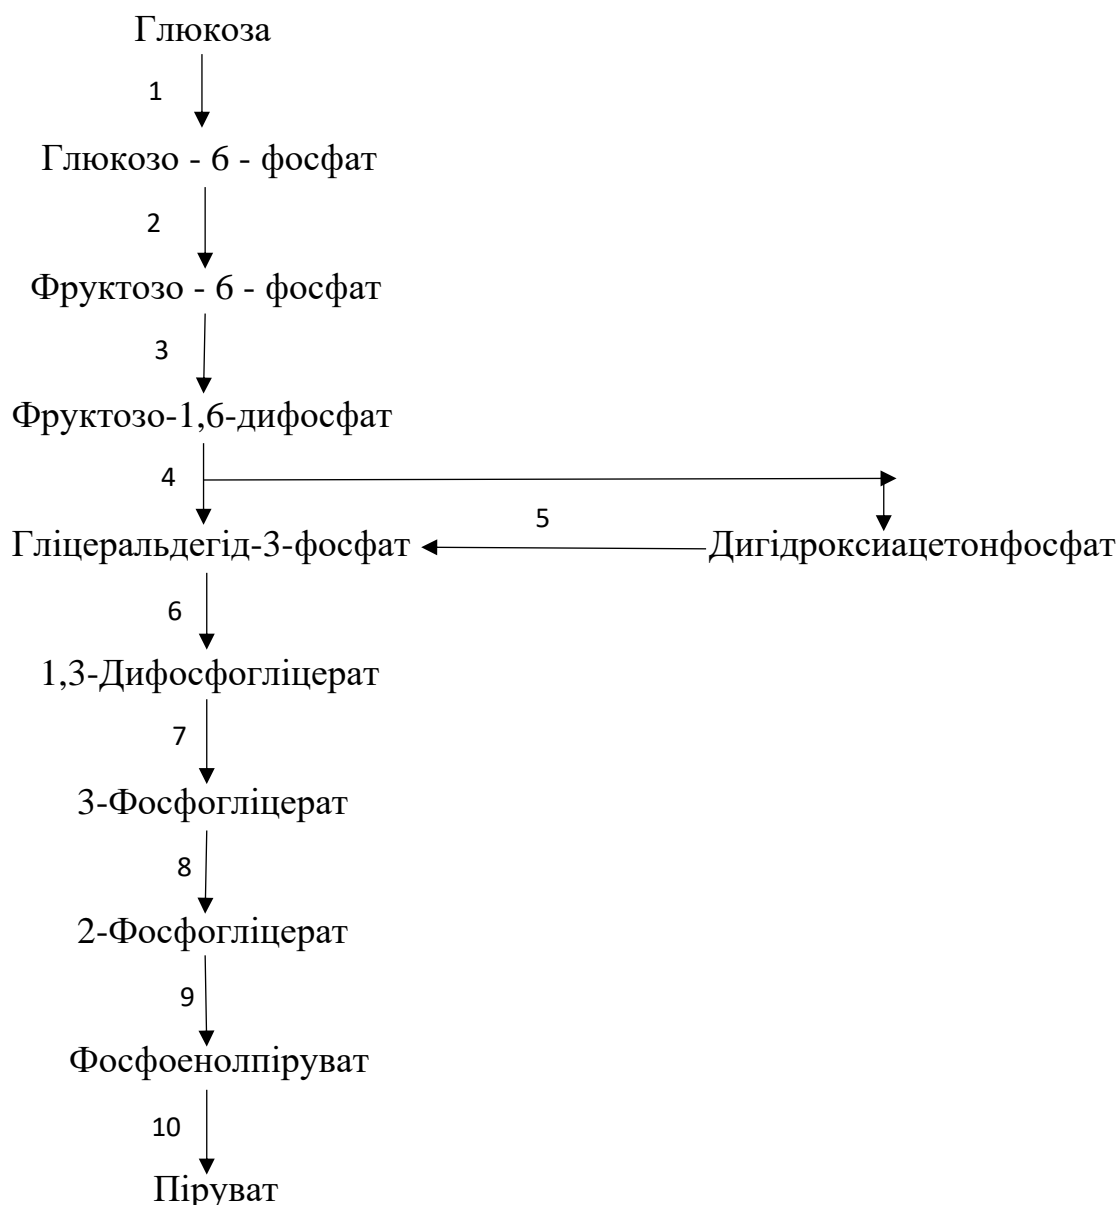 Глюкоза
1
Глюкозо - 6 - фосфат
2
Фруктозо - 6 - фосфат
3
Фруктозо-1,6-дифосфат
4
5
Гліцеральдегід-3-фосфат Дигідроксиацетонфосфат
6
1,3-Дифосфогліцерат
7
3-Фосфогліцерат
8
2-Фосфогліцерат
9
Фосфоенолпіруват
10
Піруват